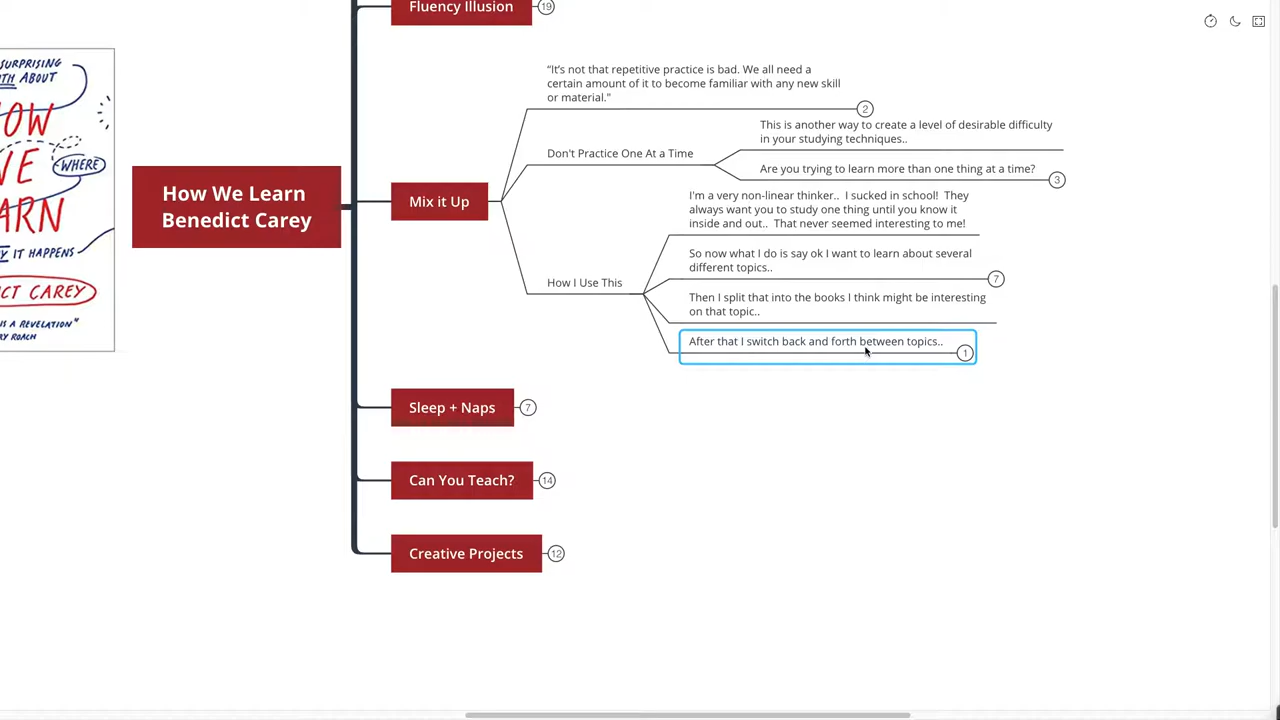 SURPRISING
TH ABOUT
OW
WE
WHERE
ARN
Y IT HAPPENS
ICT CAREY
IS A REVELATION"
RY ROACH
How We Learn
Benedict Carey
Fluency Illusion
19
Mix it Up
"It's not that repetitive practice is bad. We all need a
certain amount of it to become familiar with any new skill
or material."
2
Don't Practice One At a Time
This is another way to create a level of desirable difficulty
in your studying techniques..
Are you trying to learn more than one thing at a time?
3
How I Use This
I'm a very non-linear thinker.. I sucked in school! They
always want you to study one thing until you know it
inside and out.. That never seemed interesting to me!
So now what I do is say ok I want to learn about several
different topics..
7
Then I split that into the books I think might be interesting
on that topic..
After that I switch back and forth between topics..
1
Sleep + Naps
7
Can You Teach?
14
Creative Projects
12